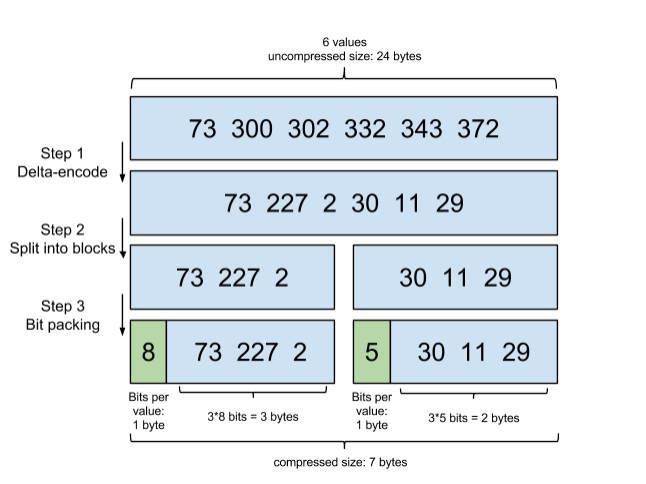 6 values
uncompressed size: 24 bytes
73 300 302 332 343 372
Step 1
Delta-encode
73 227 2 30 11 29
Step 2
Split into blocks
73 227 2
30 11 29
Step 3
Bit packing
8
73 227 2
5
30 11 29
Bits per
value:
1 byte
3*8 bits = 3 bytes
Bits per
value:
1 byte
3*5 bits = 2 bytes
compressed size: 7 bytes